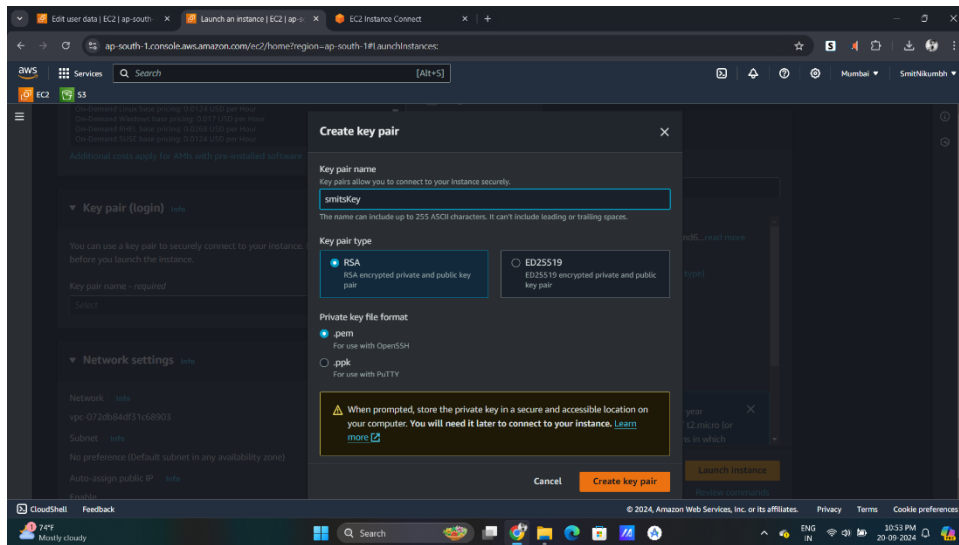 Edit user data | EC2 | ap-south-
Launch an instance | EC2 | ap-s
EC2 Instance Connect
ap-south-1.console.aws.amazon.com/ec2/home?region=ap-south-1#LaunchInstances:
aws
Services
Search
[Alt+S]
Mumbai
SmitNikumbh
EC2
S3
On-Demand Linux base pricing: 0.0124 USD per Hour
On-Demand Windows base pricing: 0.017 USD per Hour
On-Demand RHEL base pricing: 0.0268 USD per Hour
On-Demand SUSE base pricing: 0.0124 USD per Hour
Additional costs apply for AMIs with pre-installed software
Key pair (login) Info
You can use a key pair to securely connect to your instance.
before you launch the instance.
Key pair name - required
Select
Network settings Info
Network Info
vpc-072db84df31c68903
Subnet Info
No preference (Default subnet in any availability zone)
Auto-assign public IP Info
Enable
Create key pair
Key pair name
Key pairs allow you to connect to your instance securely.
smitsKey
The name can include up to 255 ASCII characters. It can't include leading or trailing spaces.
Key pair type
RSA
RSA encrypted private and public key
pair
ED25519
ED25519 encrypted private and public
key pair
Private key file format
.pem
For use with OpenSSH
.ppk
For use with PuTTY
When prompted, store the private key in a secure and accessible location on
your computer. You will need it later to connect to your instance. Learn
more
Cancel
Create key pair
nd6...read more
type)
year
t2.micro (or
ns in which
Launch instance
Review commands
CloudShell
Feedback
© 2024, Amazon Web Services, Inc. or its affiliates.
Privacy
Terms
Cookie preferences
74°F
Mostly cloudy
Search
ENG
IN
10:53 PM
20-09-2024